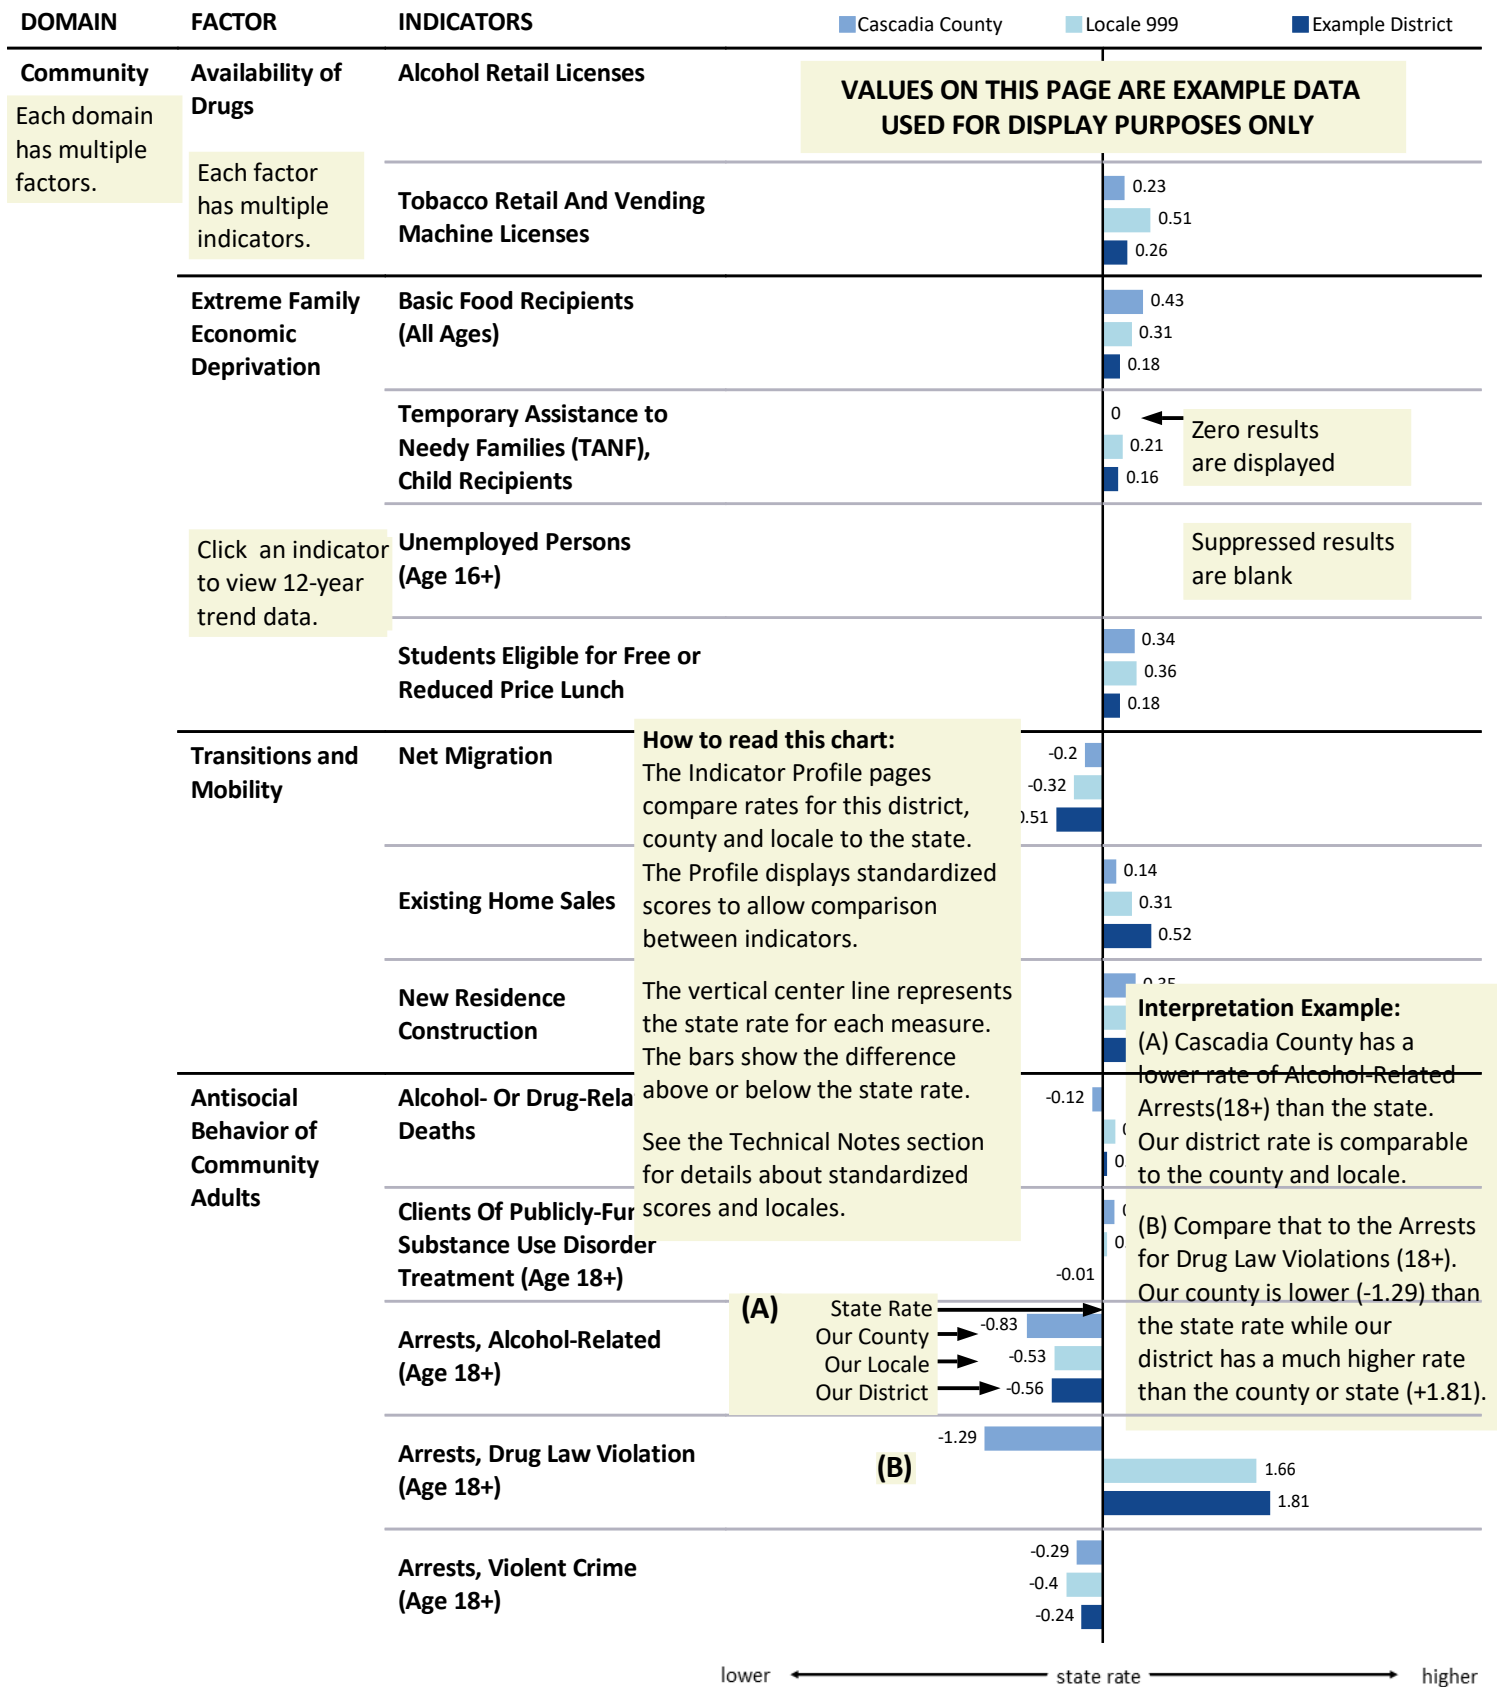 DOMAIN FACTOR INDICATORS Cascadia County Locale 999 Example District
Community
Each domain
has multiple
factors.
Availability of
Drugs
Each factor
has multiple
indicators.
Alcohol Retail Licenses
VALUES ON THIS PAGE ARE EXAMPLE DATA
USED FOR DISPLAY PURPOSES ONLY
Tobacco Retail And Vending
Machine Licenses
0.23
0.51
0.26
Extreme Family
Economic
Deprivation
Basic Food Recipients
(All Ages)
0.43
0.31
0.18
Temporary Assistance to
Needy Families (TANF),
Child Recipients
0
0.21
0.16
Zero results
are displayed
Click an indicator
to view 12-year
trend data.
Unemployed Persons
(Age 16+)
Suppressed results
are blank
Students Eligible for Free or
Reduced Price Lunch
0.34
0.36
0.18
Transitions and
Mobility
Net Migration
-0.2
-0.32
0.51
How to read this chart:
The Indicator Profile pages
compare rates for this district,
county and locale to the state.
The Profile displays standardized
scores to allow comparison
between indicators.
The vertical center line represents
the state rate for each measure.
The bars show the difference
above or below the state rate.
See the Technical Notes section
for details about standardized
scores and locales.
Existing Home Sales
0.14
0.31
0.52
New Residence
Construction
Interpretation Example:
(A) Cascadia County has a
lower rate of Alcohol-Related
Arrests(18+) than the state.
Our district rate is comparable
to the county and locale.
(B) Compare that to the Arrests
for Drug Law Violations (18+).
Our county is lower (-1.29) than
the state rate while our
district has a much higher rate
than the county or state (+1.81).
Antisocial
Behavior of
Community
Adults
Alcohol- Or Drug-Rela
Deaths
-0.12
Clients Of Publicly-Fun
Substance Use Disorder
Treatment (Age 18+)
-0.01
Arrests, Alcohol-Related
(Age 18+)
(A)
State Rate
Our County
Our Locale
Our District
-0.83
-0.53
-0.56
Arrests, Drug Law Violation
(Age 18+)
(B)
-1.29
1.66
1.81
Arrests, Violent Crime
(Age 18+)
-0.29
-0.4
-0.24
lower state rate higher